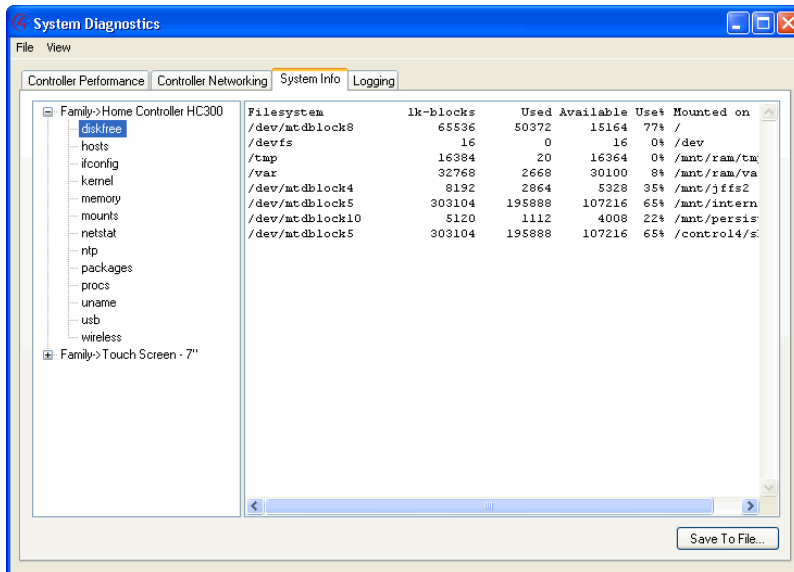 System Diagnostics
File View
Controller Performance Controller Networking System Info Logging
Family->Home Controller HC300
diskfree
hosts
ifconfig
kernel
memory
mounts
netstat
ntp
packages
procs
uname
usb
wireless
Family->Touch Screen - 7"
Filesystem 1k-blocks Used Available Use% Mounted on
/dev/mtdblock8 65536 50372 15164 77% /
/devfs 16 0 16 0% /dev
/tmp 16384 20 16364 0% /mnt/ram/tm
/var 32768 2668 30100 8% /mnt/ram/va
/dev/mtdblock4 8192 2864 5328 35% /mnt/jffs2
/dev/mtdblock5 303104 195888 107216 65% /mnt/intern
/dev/mtdblock10 5120 1112 4008 22% /mnt/persis
/dev/mtdblock5 303104 195888 107216 65% /control4/s
Save To File...